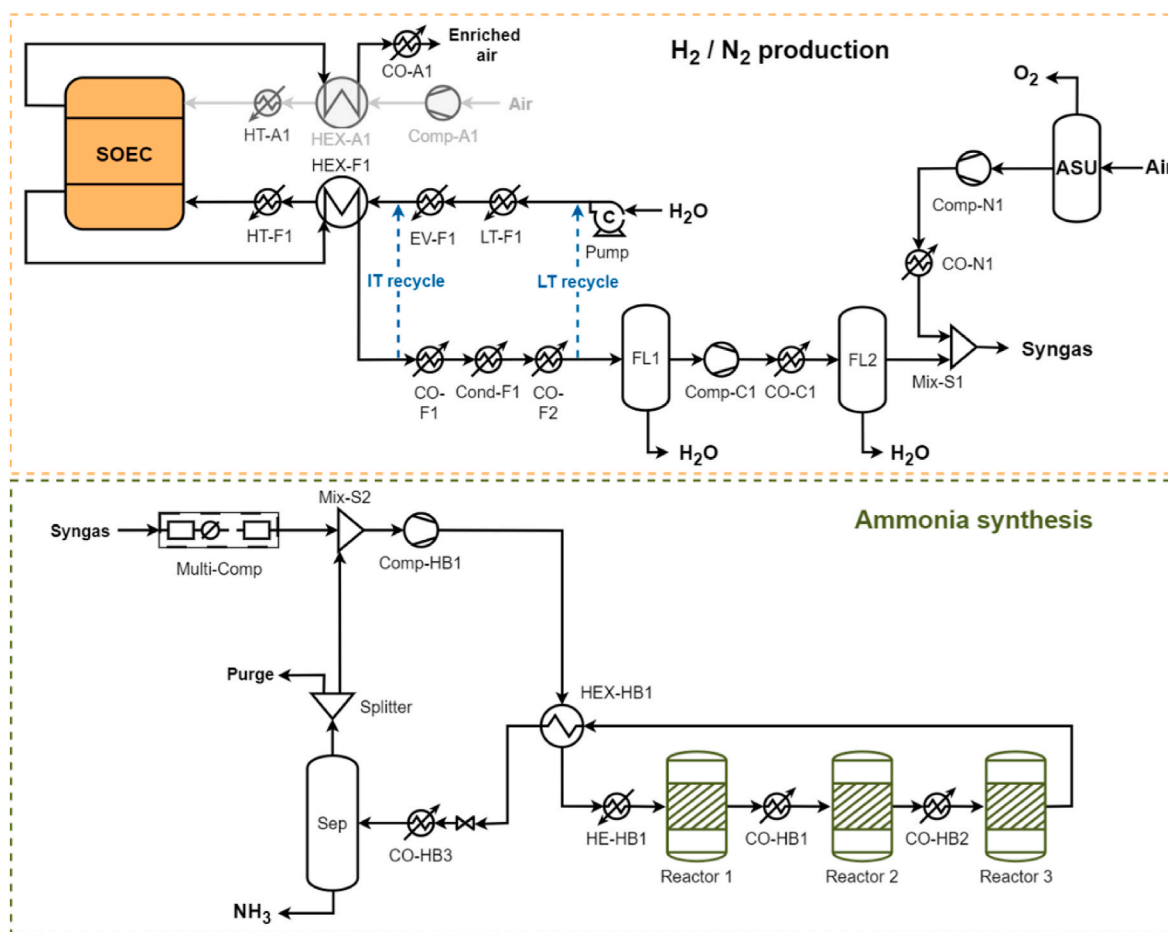 H2 / N2 production
Enriched
air
CO-A1
HT-A1
HEX-A1
Comp-A1
Air
SOEC
HEX-F1
HT-F1
EV-F1
LT-F1
C
Pump
H2O
IT recycle
LT recycle
O2
ASU
Air
Comp-N1
CO-N1
CO-
F1
Cond-F1
CO-
F2
FL1
H2O
Comp-C1
CO-C1
FL2
H2O
Mix-S1
Syngas
Ammonia synthesis
Syngas
Multi-Comp
Mix-S2
Comp-HB1
Purge
Splitter
HEX-HB1
Sep
NH3
CO-HB3
HE-HB1
Reactor 1
CO-HB1
Reactor 2
CO-HB2
Reactor 3